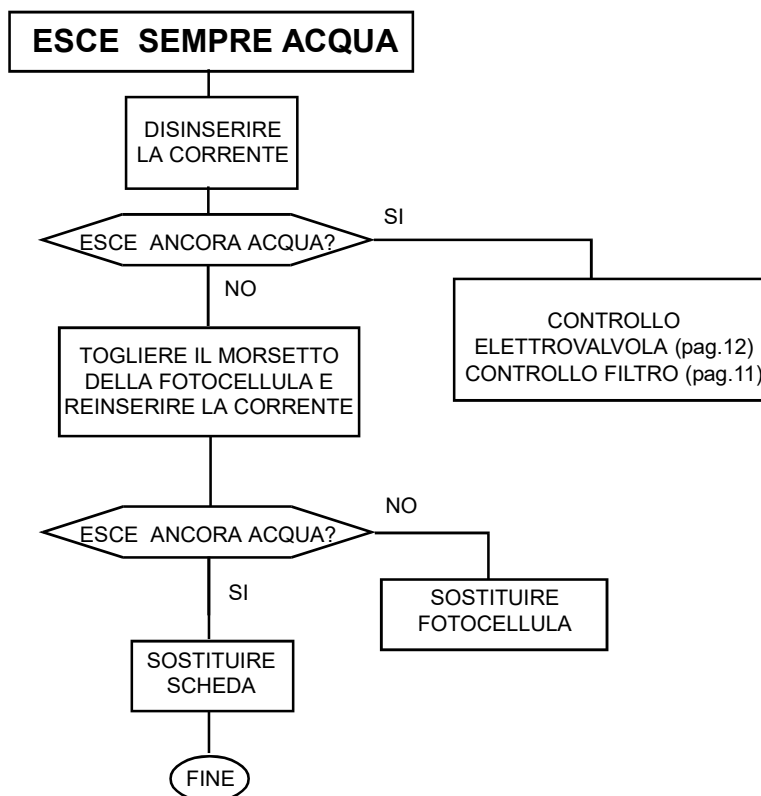 ESCE SEMPRE ACQUA
DISINSERIRE
LA CORRENTE
ESCE ANCORA ACQUA?
SI
NO
CONTROLLO
ELETTROVALVOLA (pag.12)
CONTROLLO FILTRO (pag.11)
TOGLIERE IL MORSETTO
DELLA FOTOCELLULA E
REINSERIRE LA CORRENTE
ESCE ANCORA ACQUA?
NO
SI
SOSTITUIRE
FOTOCELLULA
SOSTITUIRE
SCHEDA
FINE